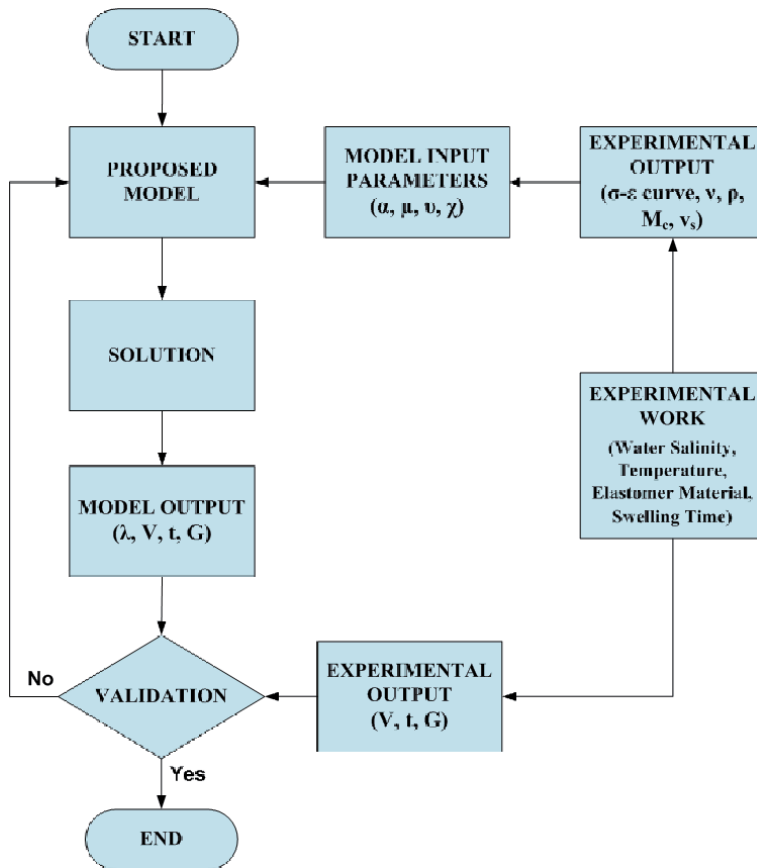 START
PROPOSED
MODEL
MODEL INPUT
PARAMETERS
(α, μ, υ, χ)
EXPERIMENTAL
OUTPUT
(σ-ε curve, ν, ρ,
Mc, vs)
SOLUTION
EXPERIMENTAL
WORK
(Water Salinity,
Temperature,
Elastomer Material,
Swelling Time)
MODEL OUTPUT
(λ, V, t, G)
No
VALIDATION
EXPERIMENTAL
OUTPUT
(V, t, G)
Yes
END